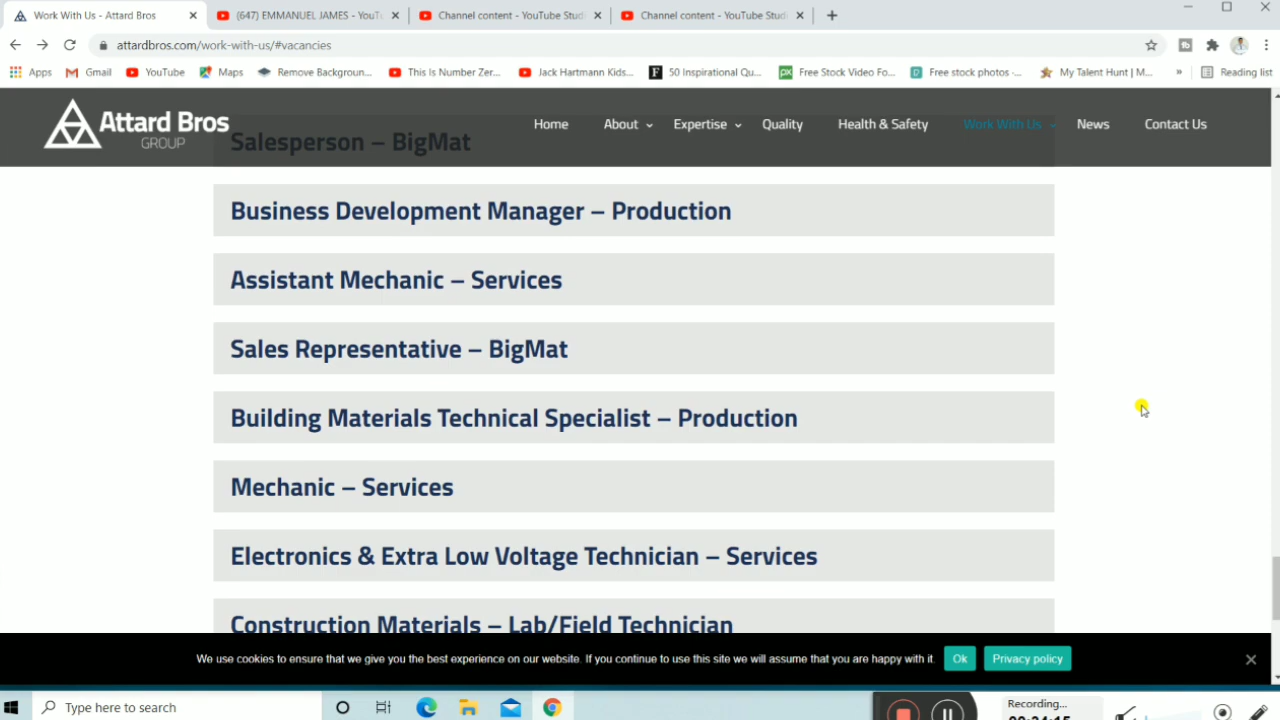 Work With Us - Attard Bros
(647) EMMANUEL JAMES - YouTu
Channel content - YouTube Studi
Channel content - YouTube Studi
attardbros.com/work-with-us/#vacancies
Apps
Gmail
YouTube
Maps
Remove Backgroun...
This Is Number Zer...
Jack Hartmann Kids...
50 Inspirational Qu...
Free Stock Video Fo...
Free stock photos -...
My Talent Hunt | M...
»
Reading list
Attard Bros
GROUP
Home
About
Expertise
Quality
Health & Safety
Work With Us
News
Contact Us
Salesperson – BigMat
Business Development Manager – Production
Assistant Mechanic – Services
Sales Representative – BigMat
Building Materials Technical Specialist – Production
Mechanic – Services
Electronics & Extra Low Voltage Technician – Services
Construction Materials – Lab/Field Technician
We use cookies to ensure that we give you the best experience on our website. If you continue to use this site we will assume that you are happy with it.
Ok
Privacy policy
Type here to search
Recording...
00:24:15